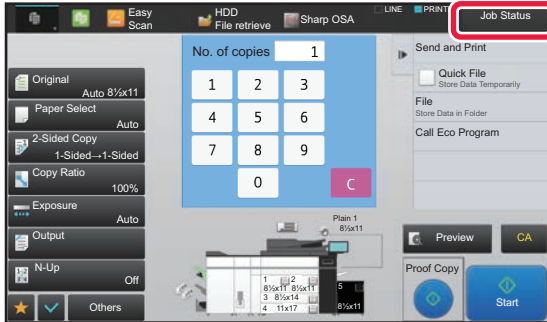 Easy
Scan
HDD
File retrieve
Sharp OSA
LINE
PRINT
Job Status
No. of copies 1
1 2 3
4 5 6
7 8 9
0 C
Original
Auto 8½x11
Paper Select
Auto
2-Sided Copy
1-Sided→1-Sided
Copy Ratio
100%
Exposure
Auto
Output
N-Up
Off
Others
Send and Print
Quick File
Store Data Temporarily
File
Store Data in Folder
Call Eco Program
Plain 1
8½x11
1 2
8½x11 8½x11
3 8½x14
4 11x17
5
8½x11
Preview CA
Proof Copy
Start